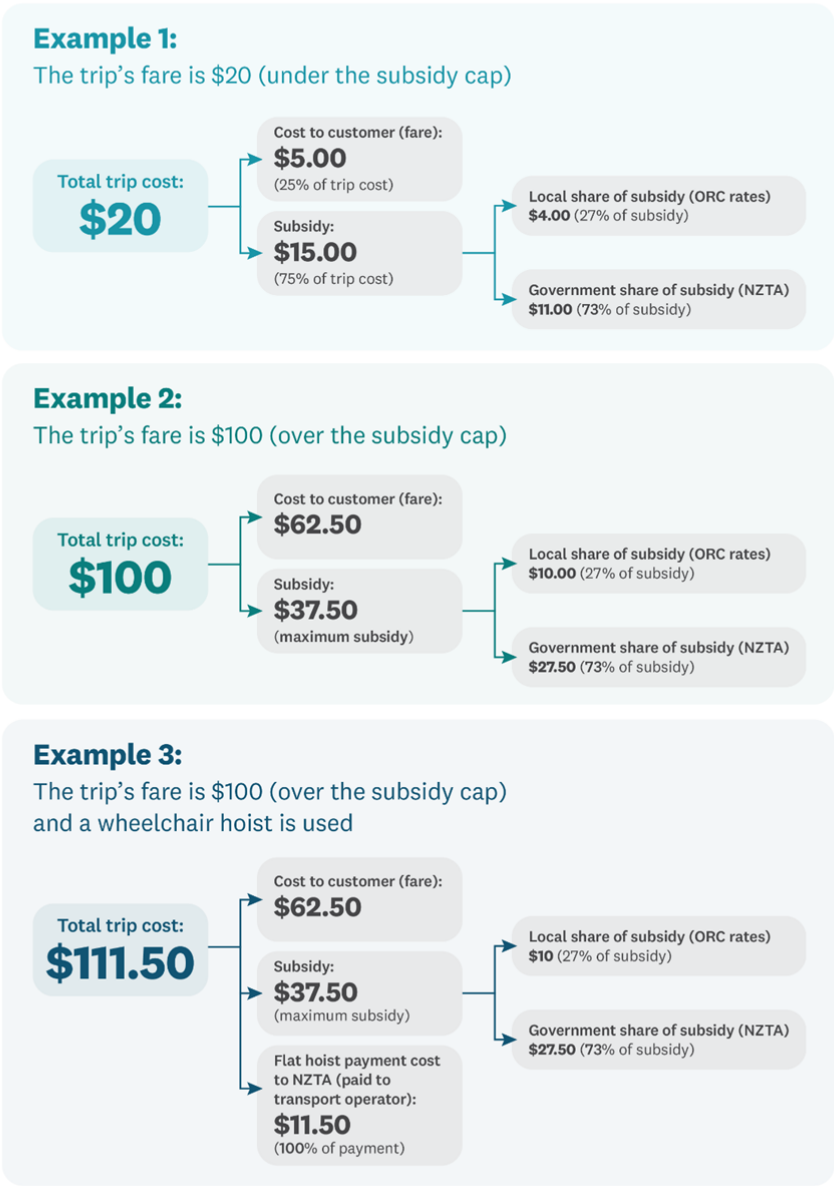 Example 1:
The trip's fare is $20 (under the subsidy cap)
Total trip cost:
$20
Cost to customer (fare):
$5.00
(25% of trip cost)
Subsidy:
$15.00
(75% of trip cost)
Local share of subsidy (ORC rates)
$4.00 (27% of subsidy)
Government share of subsidy (NZTA)
$11.00 (73% of subsidy)
Example 2:
The trip's fare is $100 (over the subsidy cap)
Total trip cost:
$100
Cost to customer (fare):
$62.50
Subsidy:
$37.50
(maximum subsidy)
Local share of subsidy (ORC rates)
$10.00 (27% of subsidy)
Government share of subsidy (NZTA)
$27.50 (73% of subsidy)
Example 3:
The trip's fare is $100 (over the subsidy cap)
and a wheelchair hoist is used
Total trip cost:
$111.50
Cost to customer (fare):
$62.50
Subsidy:
$37.50
(maximum subsidy)
Flat hoist payment cost
to NZTA (paid to
transport operator):
$11.50
(100% of payment)
Local share of subsidy (ORC rates)
$10 (27% of subsidy)
Government share of subsidy (NZTA)
$27.50 (73% of subsidy)